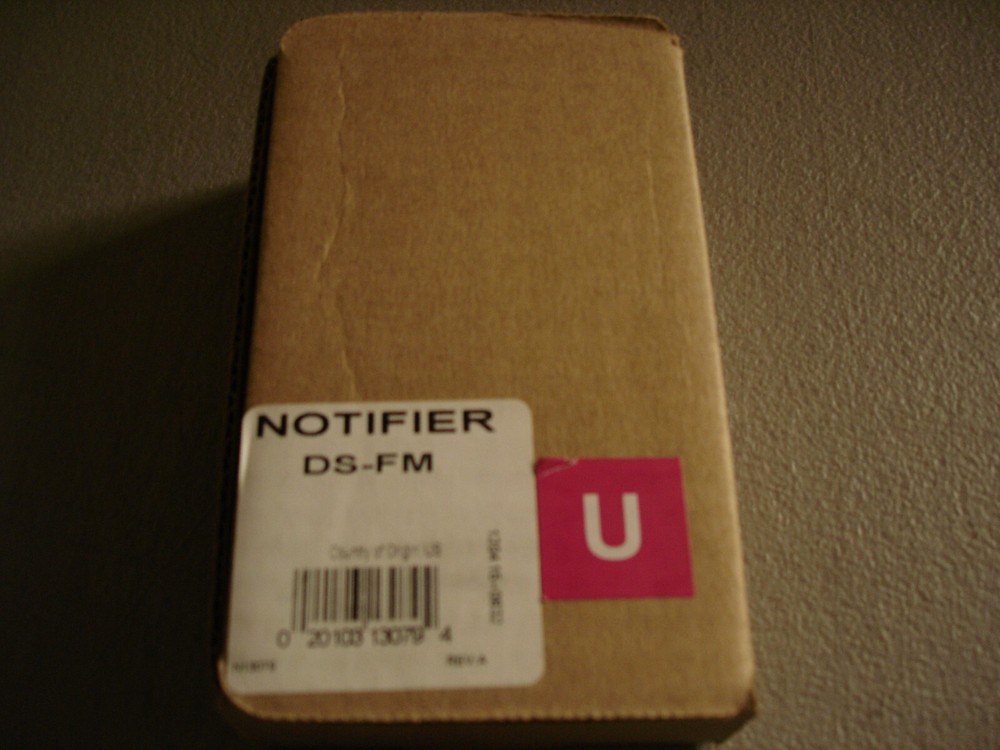 NOTIFIER
DS-FM
U
Country of Origin: US
0 20103 13079 4
REV A